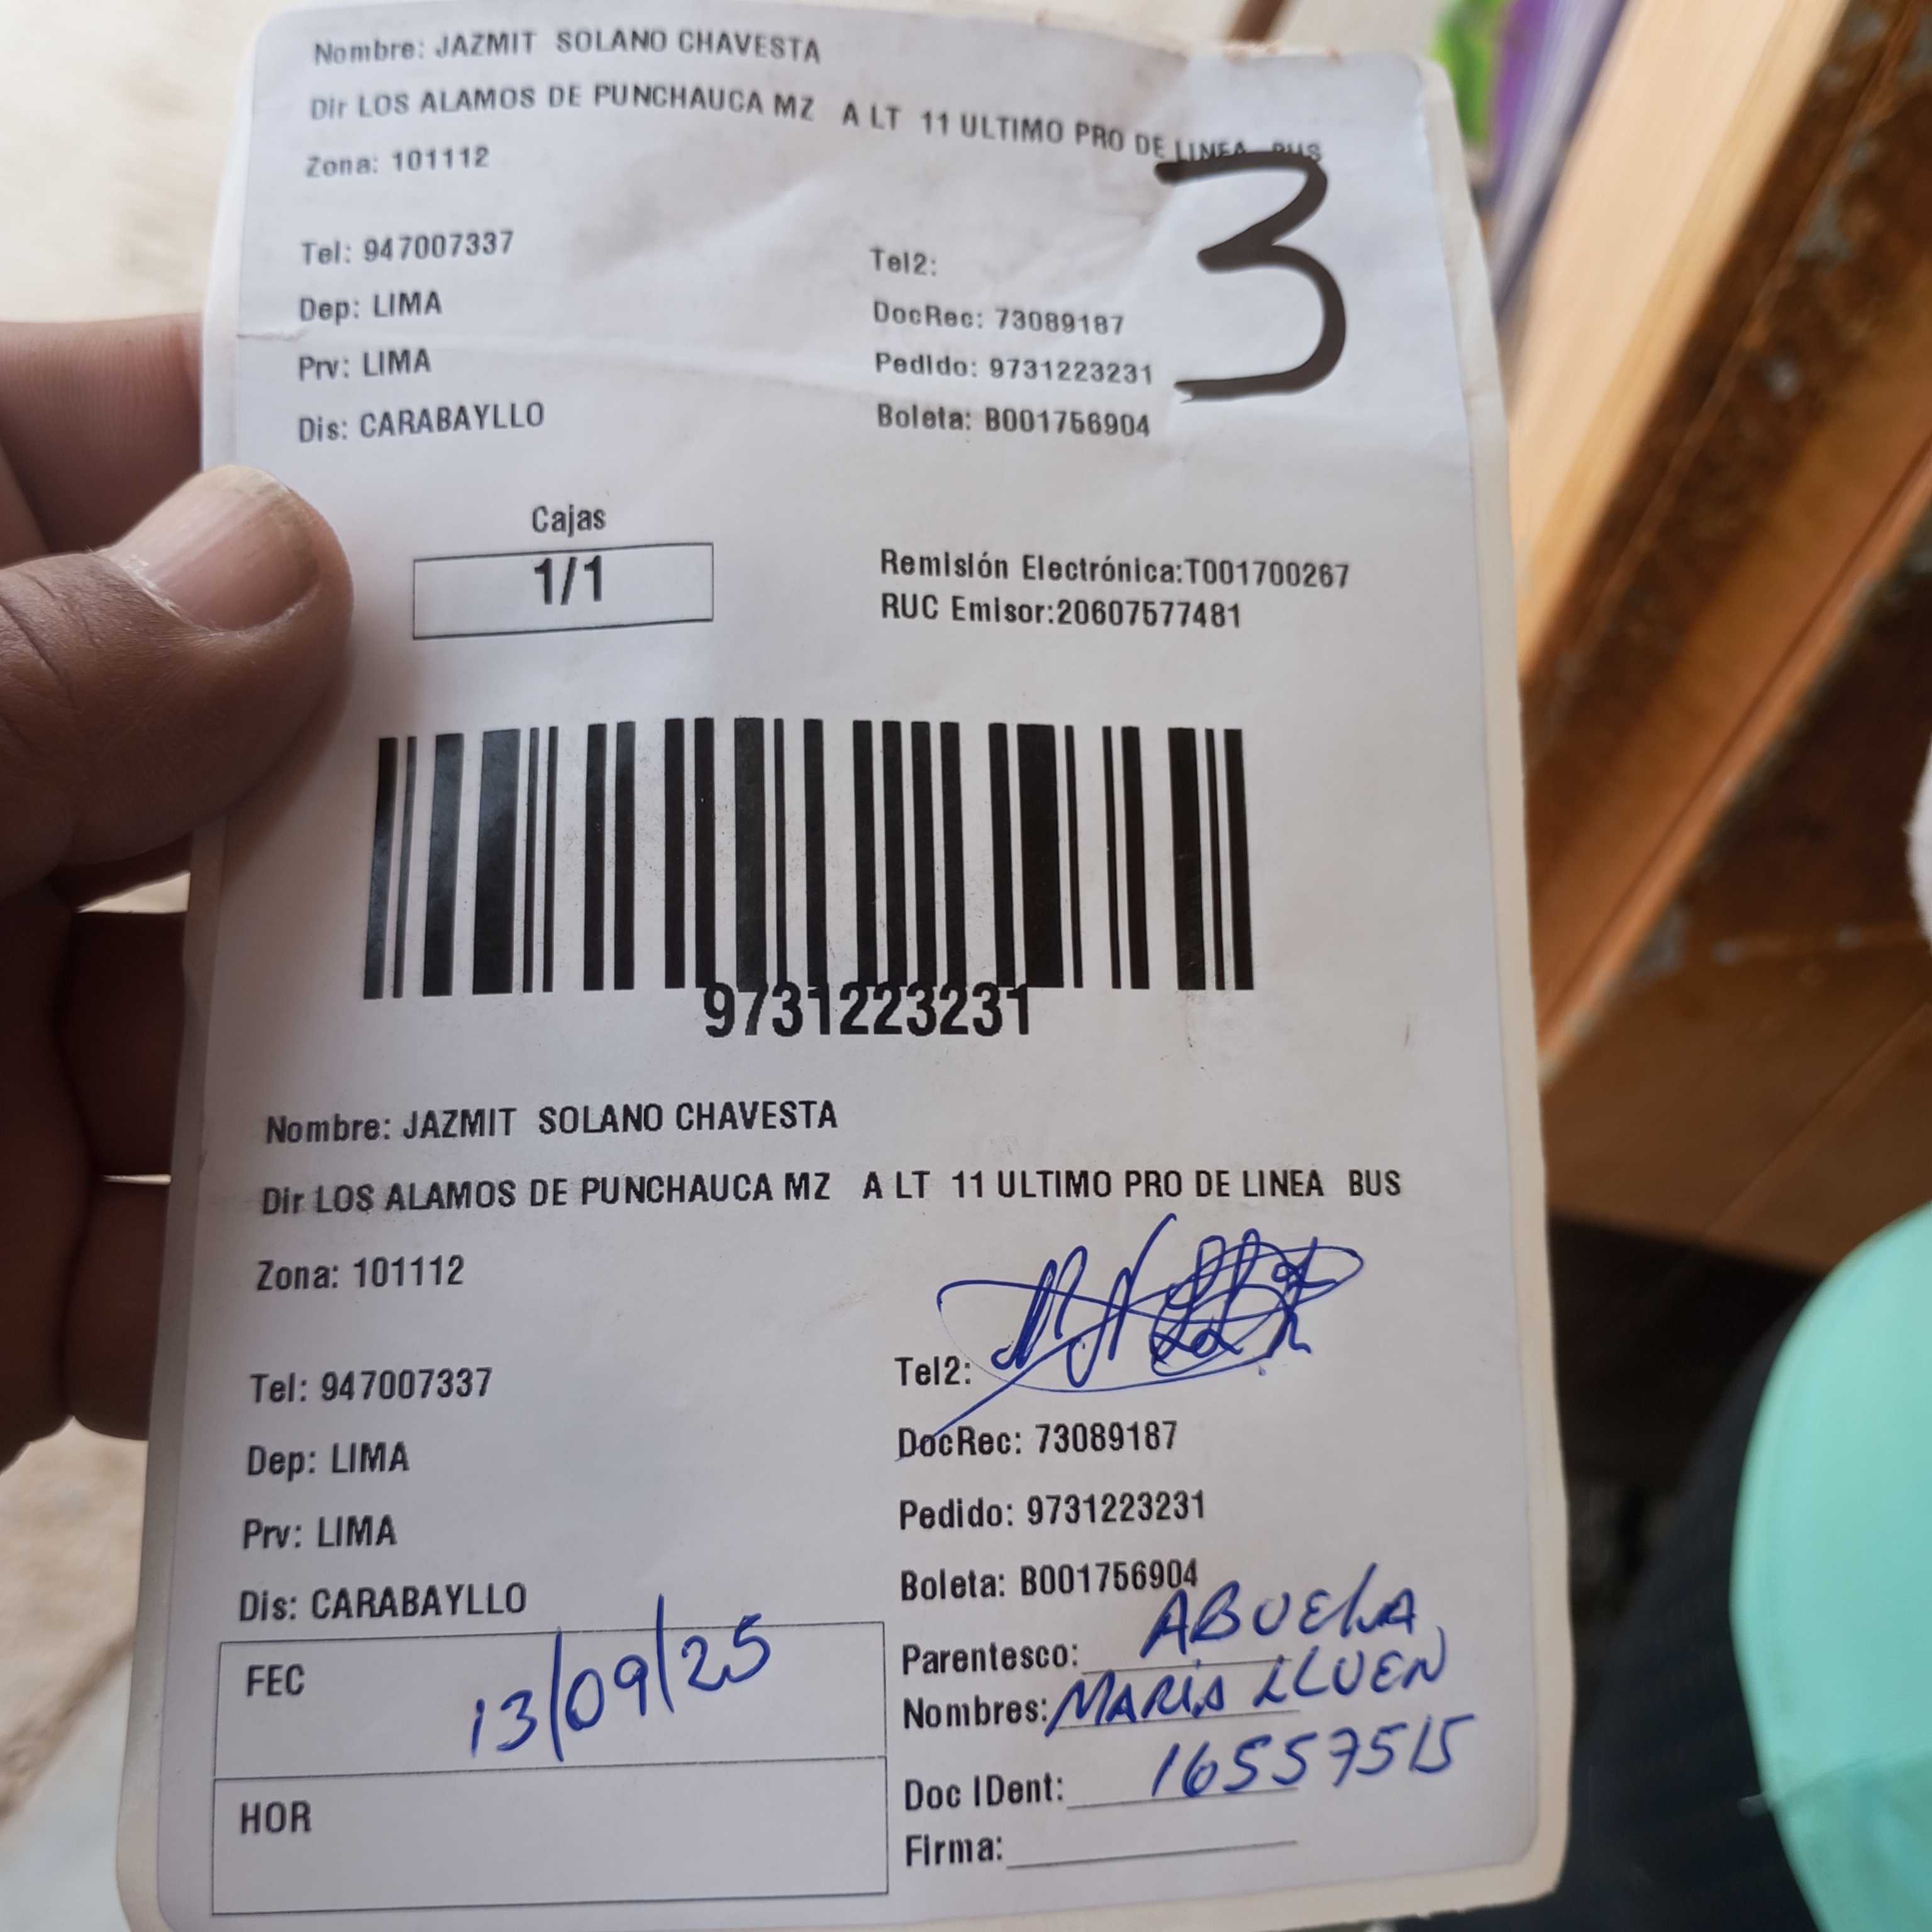 Nombre: JAZMIT SOLANO CHAVESTA
Dir LOS ALAMOS DE PUNCHAUCA MZ A LT 11 ULTIMO PRO DE LINEA BUS
Zona: 101112
3
Tel: 947007337
Tel2:
Dep: LIMA
DocRec: 73089187
Prv: LIMA
Pedido: 9731223231
Dis: CARABAYLLO
Boleta: B001756904
Cajas
1/1
Remisión Electrónica:T001700267
RUC Emisor:20607577481
9731223231
Nombre: JAZMIT SOLANO CHAVESTA
Dir LOS ALAMOS DE PUNCHAUCA MZ A LT 11 ULTIMO PRO DE LINEA BUS
Zona: 101112
Tel: 947007337
Tel2:
Dep: LIMA
DocRec: 73089187
Prv: LIMA
Pedido: 9731223231
Dis: CARABAYLLO
Boleta: B001756904
FEC 13/09/25
HOR
Parentesco: ABUELA
Nombres: MARIA LLUEN
Doc IDent: 16557515
Firma: